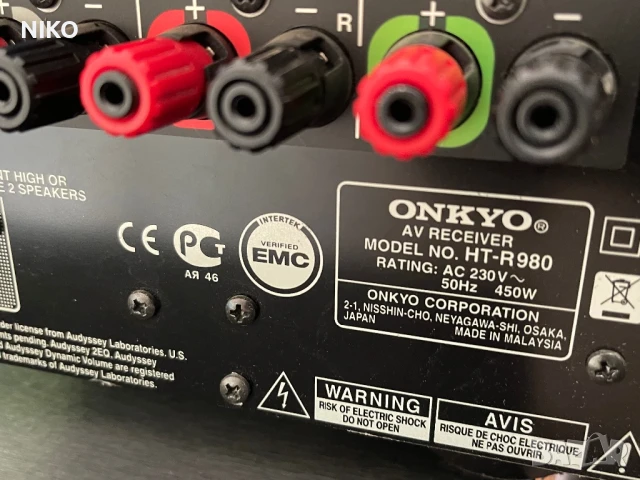 NIKO
+
+
R
NT HIGH OR
E 2 SPEAKERS
CE
РСТ
АЯ 46
INTERTEK
VERIFIED
EMC
ONKYO®
AV RECEIVER
MODEL NO. HT-R980
RATING: AC 230V～
50Hz 450W
ONKYO CORPORATION
2-1, NISSHIN-CHO, NEYAGAWA-SHI, OSAKA,
JAPAN
MADE IN MALAYSIA
der license from Audyssey Laboratories. U.S.
nts pending. Audyssey 2EQ, Audyssey
d Audyssey Dynamic Volume are registered
trademarks of Audyssey Laboratories.
WARNING
RISK OF ELECTRIC SHOCK
DO NOT OPEN
AVIS
RISQUE DE CHOC ELECTRIQUE
NE PAS OUVRIR